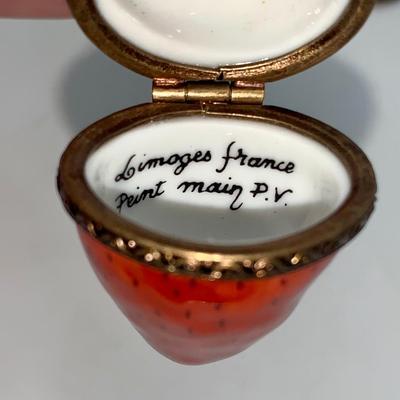 Limoges france
Peint main P.V.